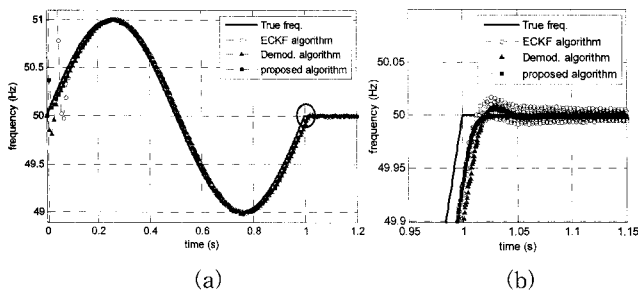 51
50.5
50
49.5
49
frequency (Hz)
0
0.2
0.4
0.6
0.8
1.0
1.2
time (s)
True freq.
ECKF algorithm
Demod. algorithm
proposed algorithm
(a)
50.05
50
49.95
49.9
frequency (Hz)
1
1.05
1.1
1.15
time (s)
True freq.
ECKF algorithm
Demod. algorithm
proposed algorithm
(b)